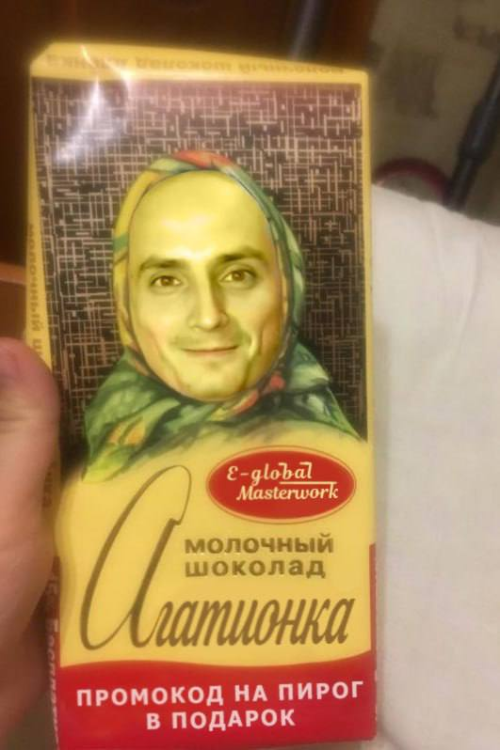 E-global
Masterwork
МОЛОЧНЫЙ
ШОКОЛАД
Агатионка
ПРОМОКОД НА ПИРОГ
В ПОДАРОК